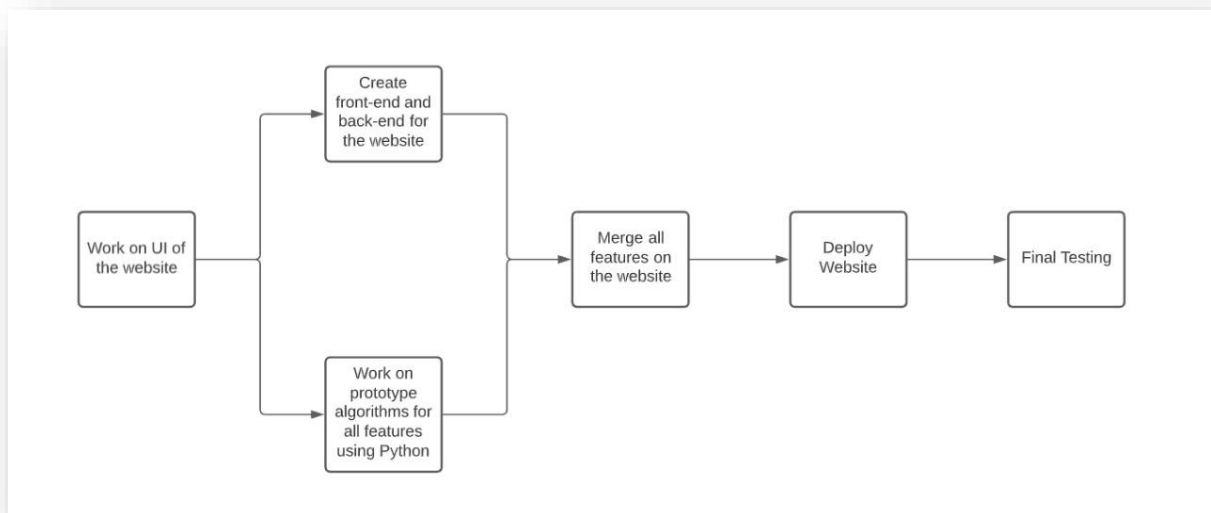 Work on UI of
the website
Create
front-end and
back-end for
the website
Work on
prototype
algorithms for
all features
using Python
Merge all
features on
the website
Deploy
Website
Final Testing